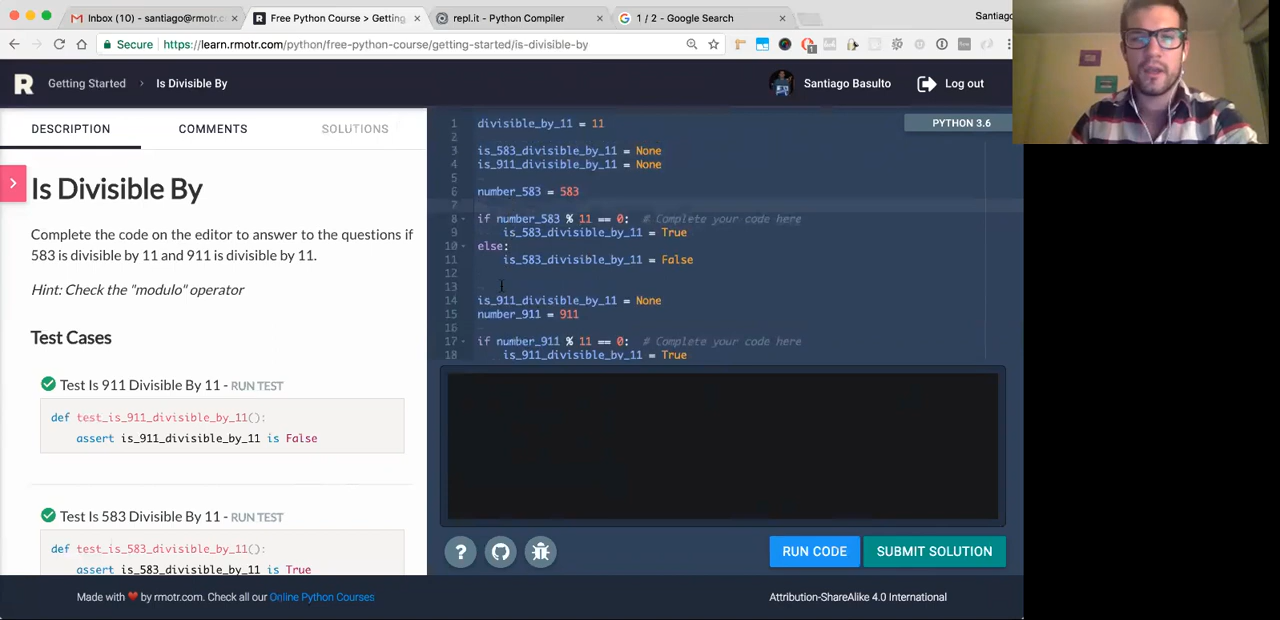 Inbox (10) - santiago@rmotr.c
Free Python Course > Getting
repl.it - Python Compiler
1 / 2 - Google Search
Santiago
Secure
https://learn.rmotr.com/python/free-python-course/getting-started/is-divisible-by
R
Getting Started
Is Divisible By
Santiago Basulto
Log out
DESCRIPTION
COMMENTS
SOLUTIONS
Is Divisible By
Complete the code on the editor to answer to the questions if
583 is divisible by 11 and 911 is divisible by 11.
Hint: Check the "modulo" operator
Test Cases
Test Is 911 Divisible By 11 - RUN TEST
def test_is_911_divisible_by_11():
assert is_911_divisible_by_11 is False
Test Is 583 Divisible By 11 - RUN TEST
def test_is_583_divisible_by_11():
assert is_583_divisible_by_11 is True
PYTHON 3.6
1 divisible_by_11 = 11
2
3 is_583_divisible_by_11 = None
4 is_911_divisible_by_11 = None
5
6 number_583 = 583
7
8 if number_583 % 11 == 0: # Complete your code here
9 is_583_divisible_by_11 = True
10 else:
11 is_583_divisible_by_11 = False
12
13
14 is_911_divisible_by_11 = None
15 number_911 = 911
16
17 if number_911 % 11 == 0: # Complete your code here
18 is_911_divisible_by_11 = True
?
RUN CODE
SUBMIT SOLUTION
Made with ❤ by rmotr.com. Check all our Online Python Courses
Attribution-ShareAlike 4.0 International